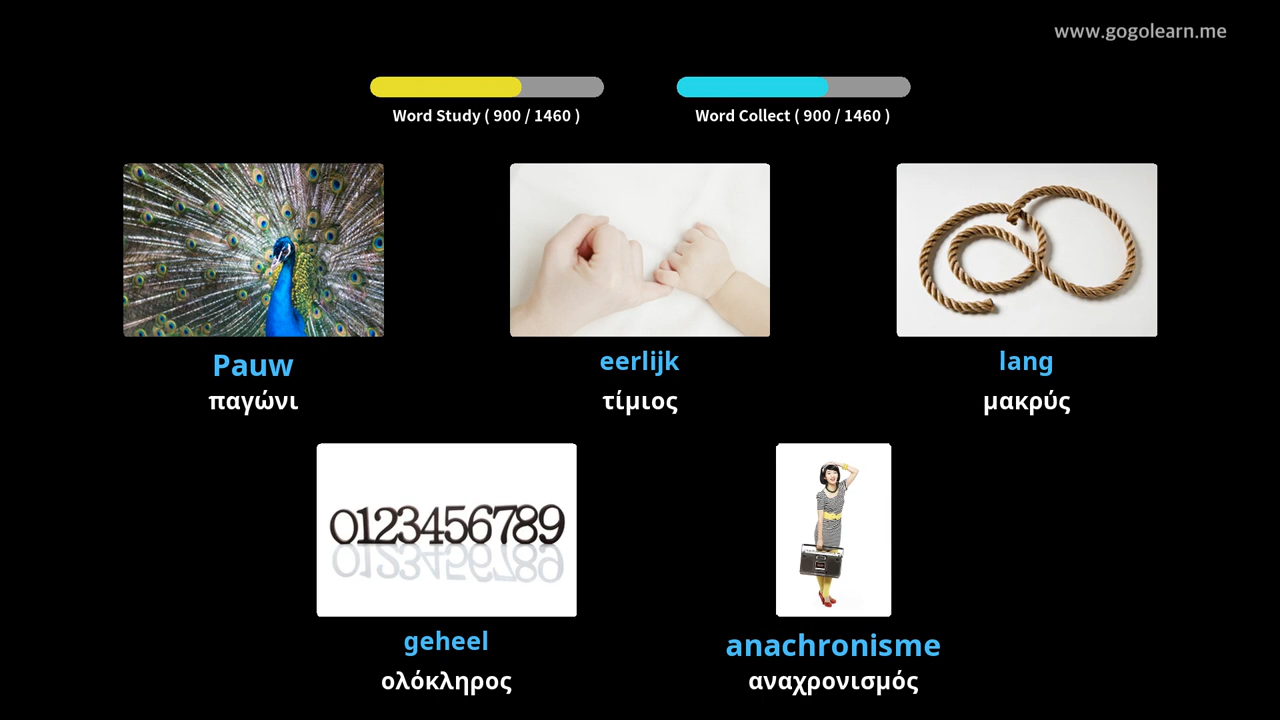 www.gogolearn.me
Word Study ( 900 / 1460 )
Word Collect ( 900 / 1460 )
Pauw
παγώνι
eerlijk
τίμιος
lang
μακρύς
0123456789
geheel
ολόκληρος
anachronisme
αναχρονισμός